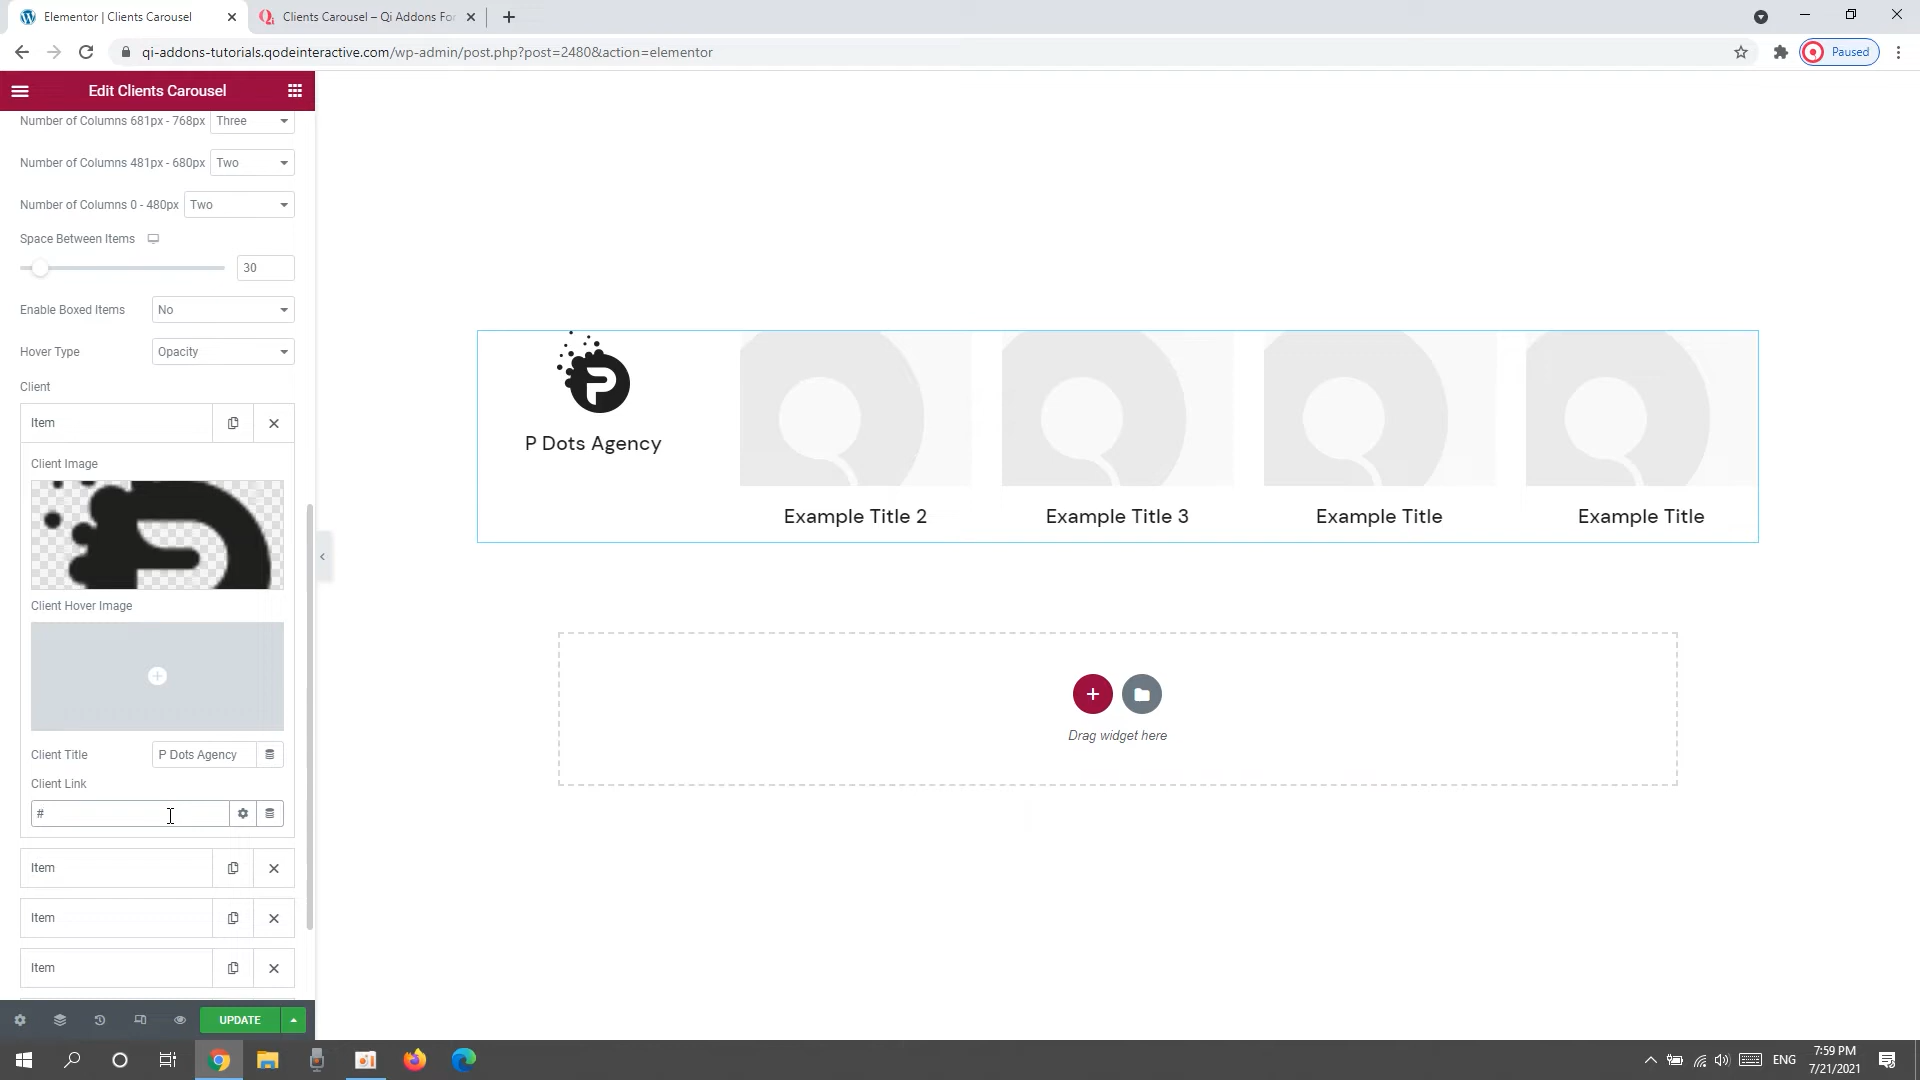 Elementor | Clients Carousel
Clients Carousel – Qi Addons For
qi-addons-tutorials.qodeinteractive.com/wp-admin/post.php?post=2480&action=elementor
Paused
Edit Clients Carousel
Number of Columns 681px - 768px Three
Number of Columns 481px - 680px Two
Number of Columns 0 - 480px Two
Space Between Items
30
Enable Boxed Items No
Hover Type Opacity
Client
Item
Client Image
Client Hover Image
Client Title P Dots Agency
Client Link
#
Item
Item
Item
UPDATE
P Dots Agency
Example Title 2
Example Title 3
Example Title
Example Title
Drag widget here
ENG
7:59 PM
7/21/2021